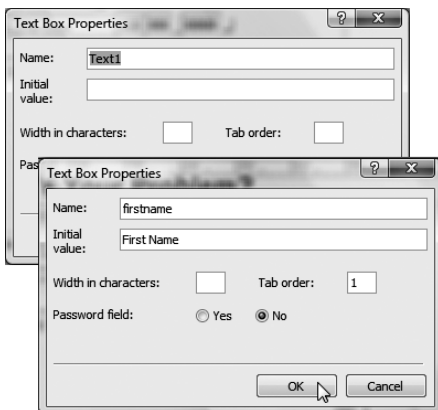 Text Box Properties
Name: Text1
Initial value:
Width in characters: Tab order:
Pas
Text Box Properties
Name: firstname
Initial value: First Name
Width in characters: Tab order: 1
Password field: Yes No
OK Cancel